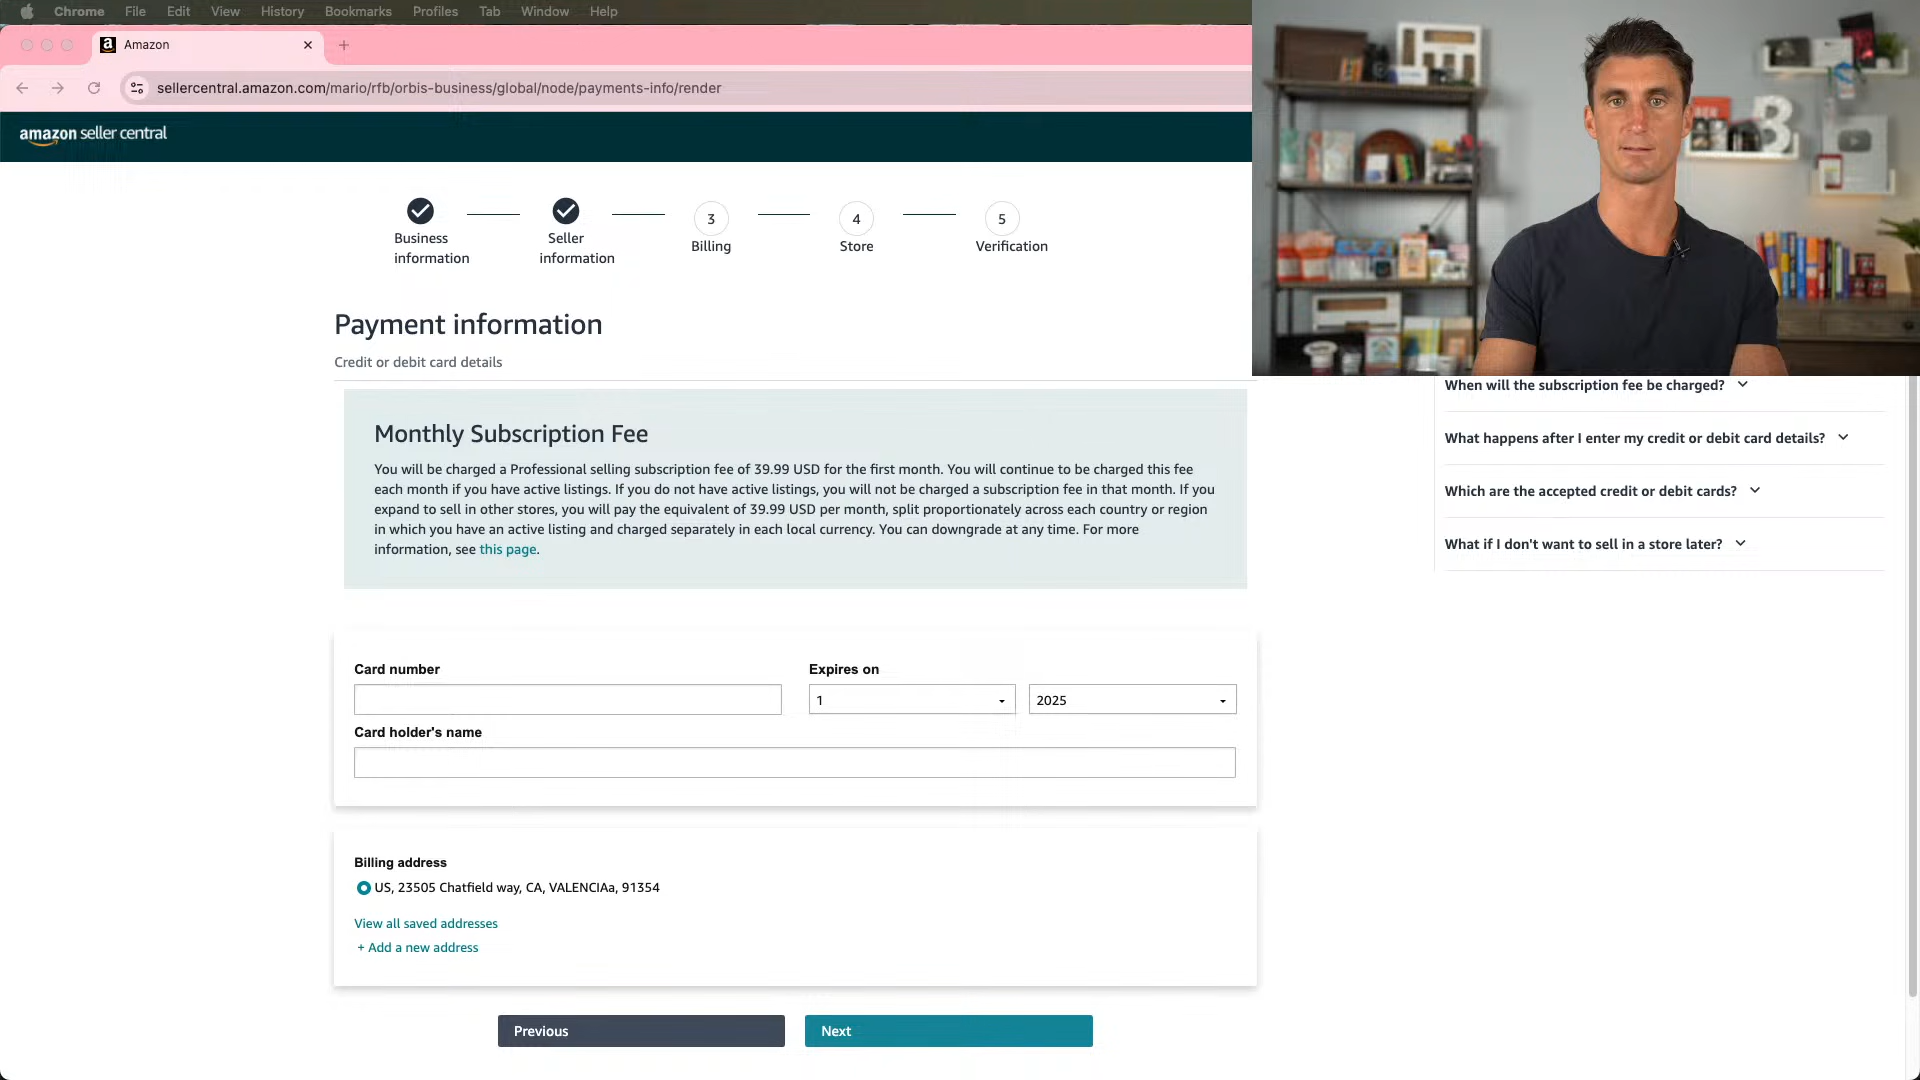 Chrome File Edit View History Bookmarks Profiles Tab Window Help
Amazon
sellercentral.amazon.com/mario/rfb/orbis-business/global/node/payments-info/render
amazon seller central
Business
information
Seller
information
3
Billing
4
Store
5
Verification
Payment information
Credit or debit card details
Monthly Subscription Fee
You will be charged a Professional selling subscription fee of 39.99 USD for the first month. You will continue to be charged this fee
each month if you have active listings. If you do not have active listings, you will not be charged a subscription fee in that month. If you
expand to sell in other stores, you will pay the equivalent of 39.99 USD per month, split proportionately across each country or region
in which you have an active listing and charged separately in each local currency. You can downgrade at any time. For more
information, see this page.
When will the subscription fee be charged?
What happens after I enter my credit or debit card details?
Which are the accepted credit or debit cards?
What if I don't want to sell in a store later?
Card number
Expires on
1
2025
Card holder's name
Billing address
US, 23505 Chatfield way, CA, VALENCIAa, 91354
View all saved addresses
+ Add a new address
Previous
Next